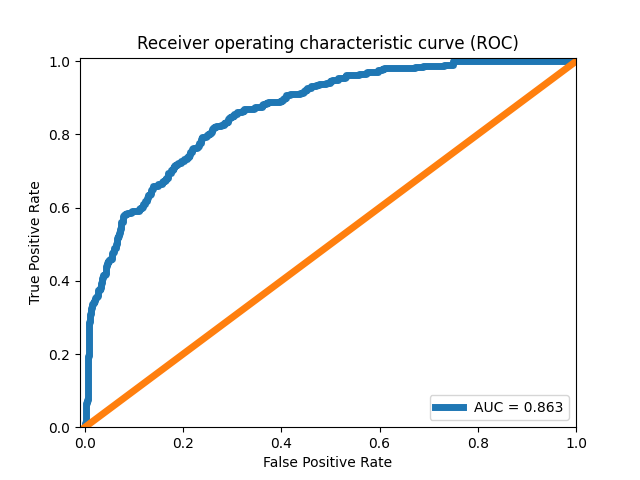 Receiver operating characteristic curve (ROC)
True Positive Rate
1.0
0.8
0.6
0.4
0.2
0.0
AUC = 0.863
0.0 0.2 0.4 0.6 0.8 1.0
False Positive Rate